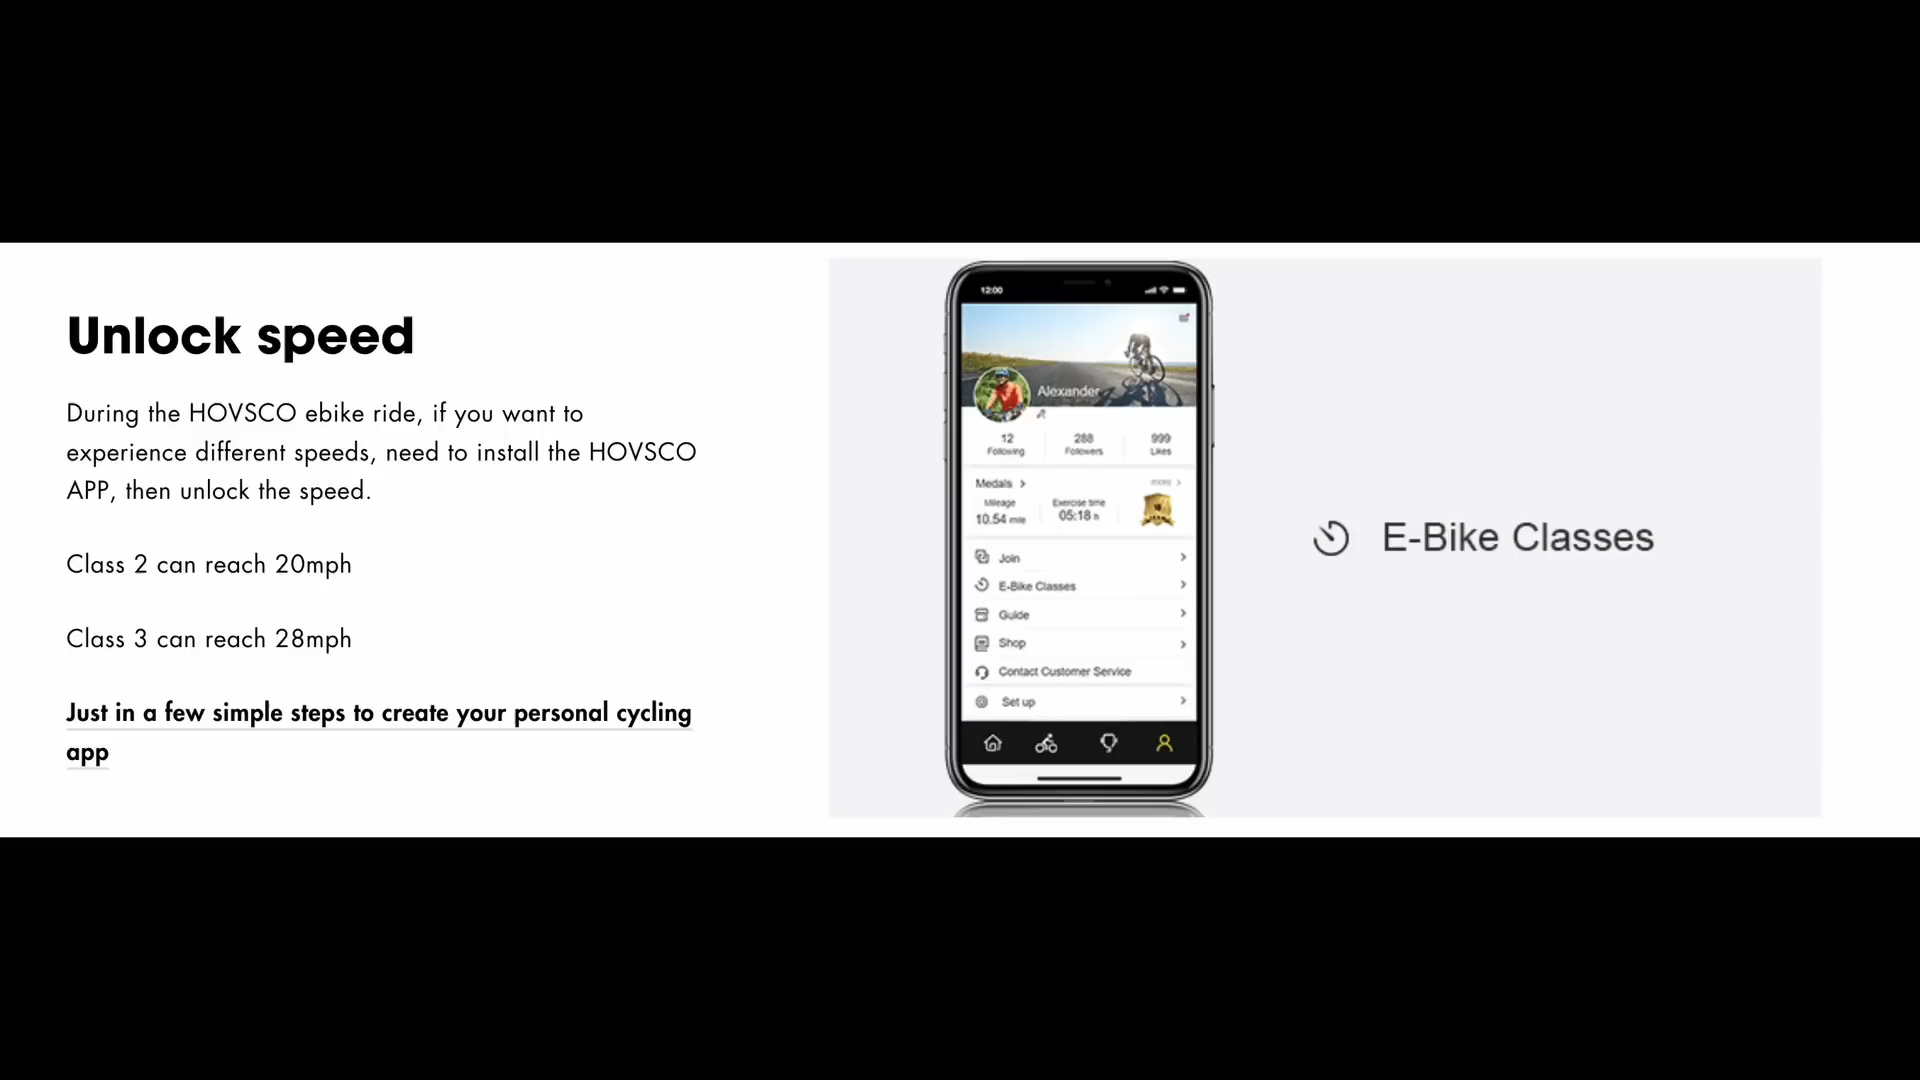 Unlock speed
During the HOVSCO ebike ride, if you want to
experience different speeds, need to install the HOVSCO
APP, then unlock the speed.
Class 2 can reach 20mph
Class 3 can reach 28mph
Just in a few simple steps to create your personal cycling
app
12:00
Alexander
12 288 999
Following Followers Likes
Medals > more >
Mileage Exercise time
10.54 mile 05:18 h
Join >
E-Bike Classes >
Guide >
Shop >
Contact Customer Service
Set up >
E-Bike Classes